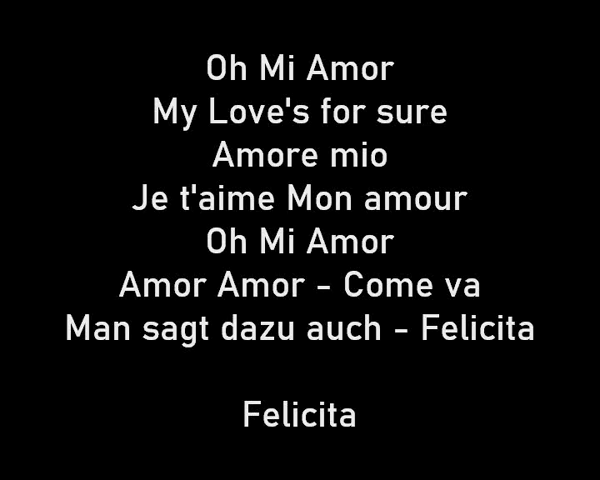 Oh Mi Amor
My Love's for sure
Amore mio
Je t'aime Mon amour
Oh Mi Amor
Amor Amor - Come va
Man sagt dazu auch - Felicita
Felicita